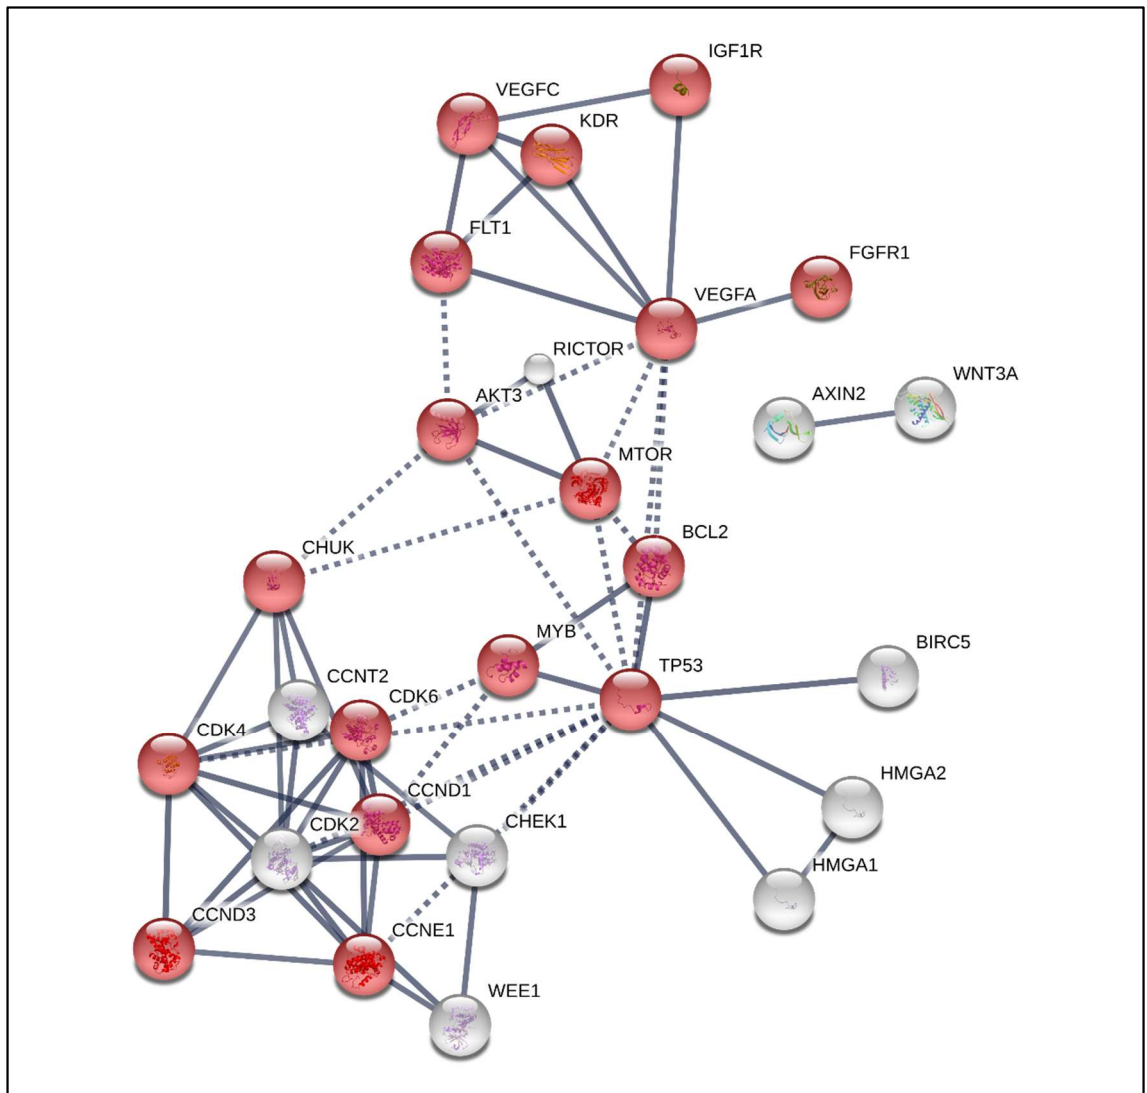 IGF1R
VEGFC
KDR
FLT1
FGFR1
VEGFA
RICTOR
WNT3A
AXIN2
AKT3
MTOR
BCL2
CHUK
MYB
BIRC5
TP53
CCNT2
CDK6
CDK4
HMGA2
CCND1
CDK2
CHEK1
HMGA1
CCND3
CCNE1
WEE1